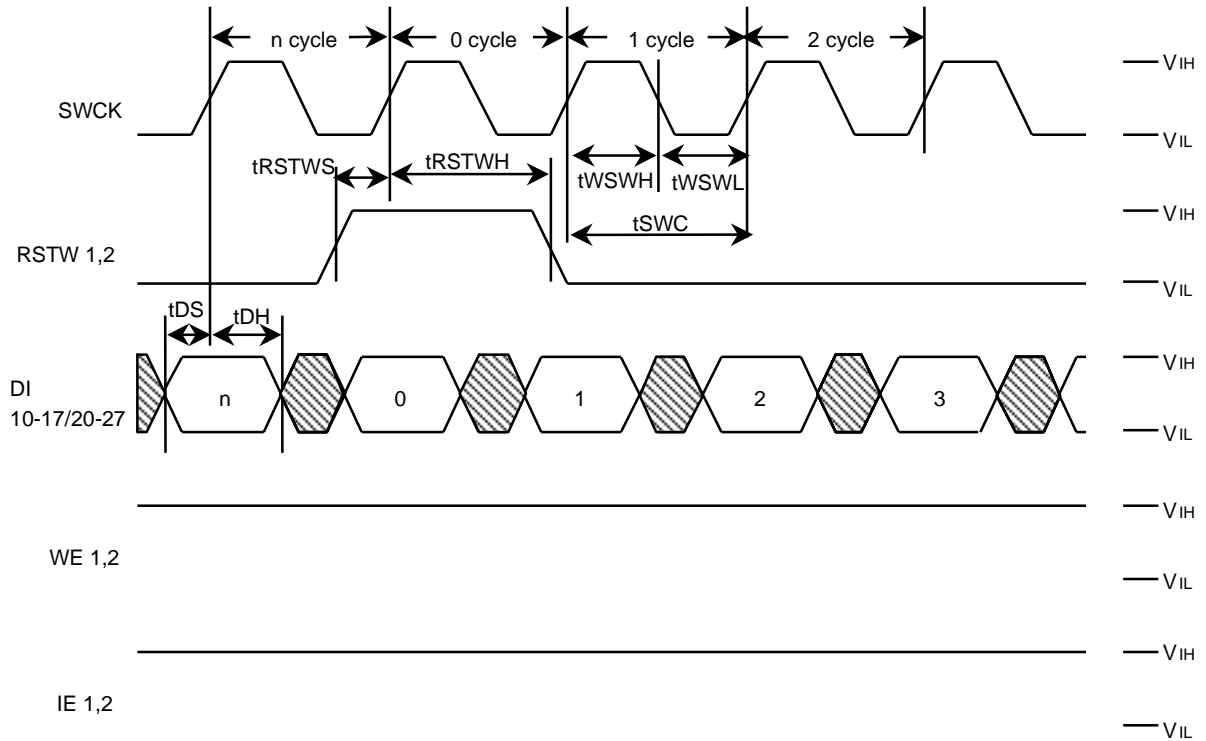 n cycle 0 cycle 1 cycle 2 cycle
VIH
SWCK
VIL
tRSTWS tRSTWH tWSWH tWSWL
VIH
tSWC
RSTW 1,2
VIL
tDS tDH
VIH
DI
10-17/20-27
n 0 1 2 3
VIL
VIH
WE 1,2
VIL
VIH
IE 1,2
VIL